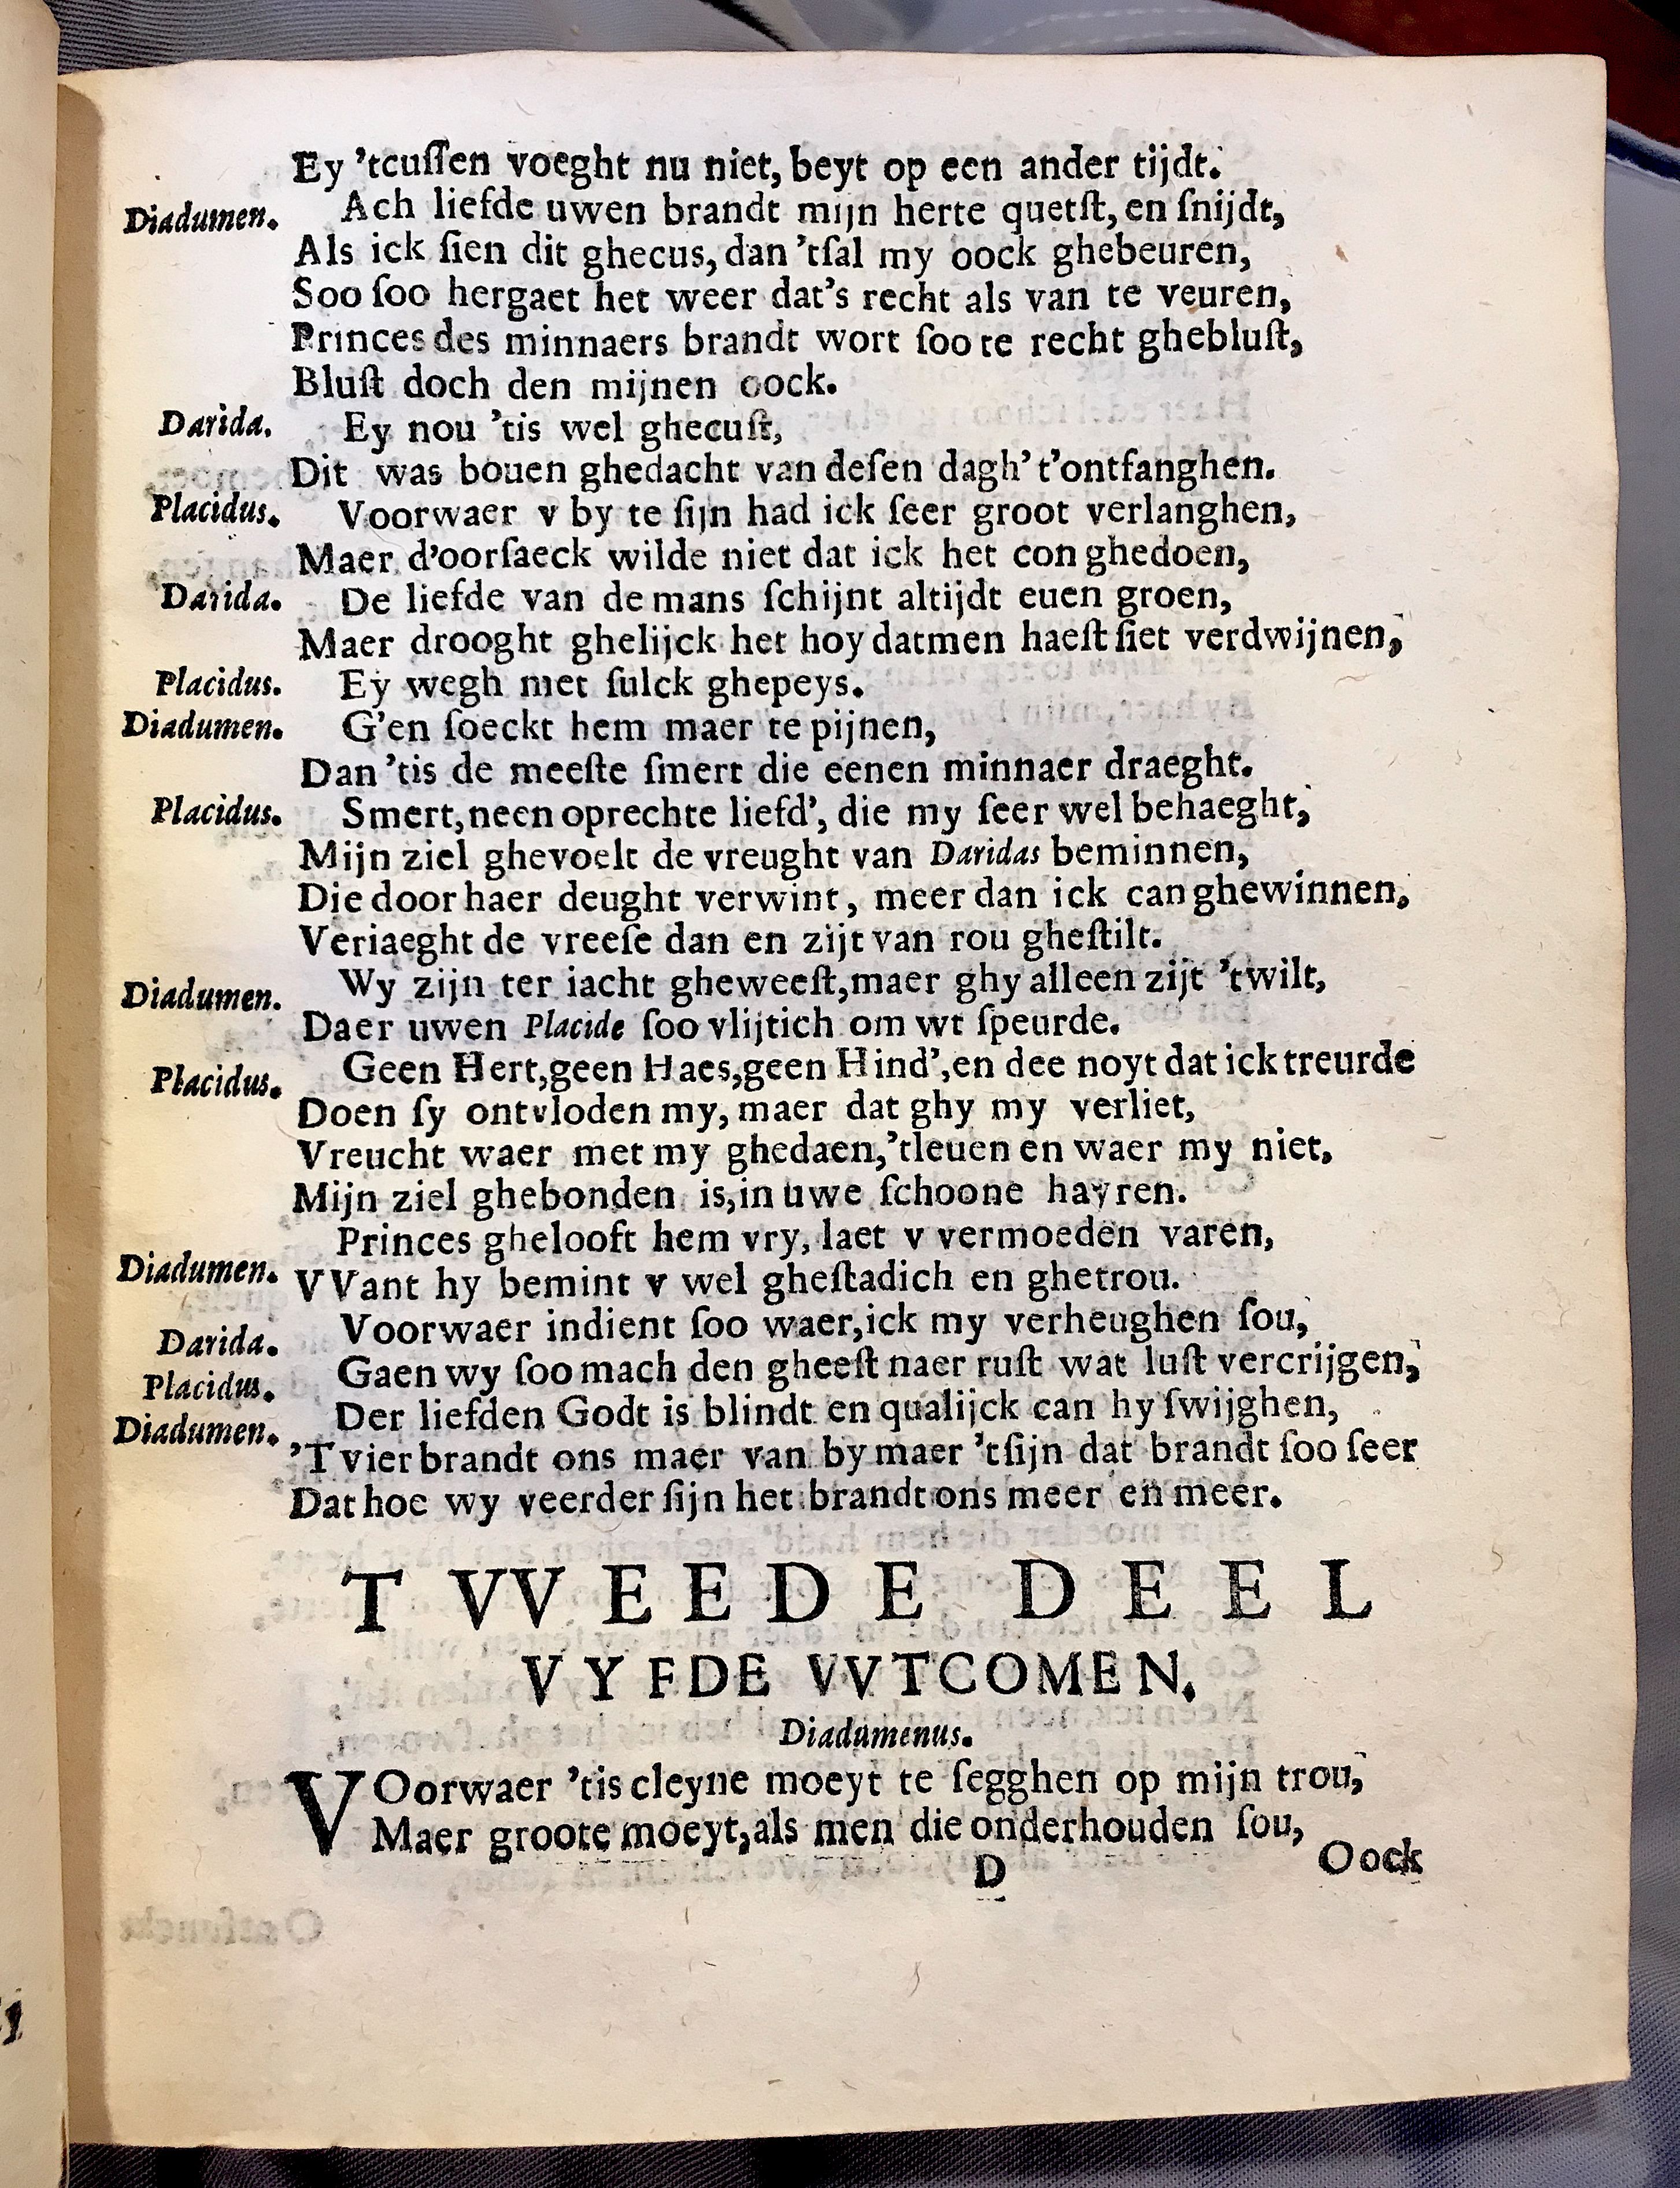 Ey 'tcuſſen voeght nu niet, beyt op een ander tijdt.
Diadumen. Ach liefde uwen brandt mijn herte quetſt, en ſnijdt,
Als ick ſien dit ghecus, dan 'tſal my oock ghebeuren,
Soo ſoo hergaet het weer dat's recht als van te veuren,
Princes des minnaers brandt wort ſoo te recht ghebluſt,
Bluſt doch den mijnen oock.
Darida. Ey nou 'tis wel ghecuſt,
Dit was bouen ghedacht van deſen dagh' t'ontfanghen.
Placidus. Voorwaer v by te ſijn had ick ſeer groot verlanghen,
Maer d'oorſaeck wilde niet dat ick het con ghedoen,
Darida. De liefde van de mans ſchijnt altijdt euen groen,
Maer drooght ghelijck het hoy datmen haeſt ſiet verdwijnen,
Placidus. Ey wegh met ſulck ghepeys.
Diadumen. G'en ſoeckt hem maer te pijnen,
Dan 'tis de meeſte ſmert die eenen minnaer draeght.
Placidus. Smert, neen oprechte liefd', die my ſeer wel behaeght,
Mijn ziel ghevoelt de vreught van Daridas beminnen,
Die door haer deught verwint, meer dan ick can ghewinnen,
Veriaeght de vreeſe dan en zijt van rou gheſtilt.
Diadumen. Wy zijn ter iacht gheweeſt, maer ghy alleen zijt 'twilt,
Daer uwen Placide ſoo vlijtich om wt ſpeurde.
Placidus. Geen Hert, geen Haes, geen Hind', en dee noyt dat ick treurde
Doen ſy ontvloden my, maer dat ghy my verliet,
Vreucht waer met my ghedaen, 'tleuen en waer my niet,
Mijn ziel ghebonden is, in uwe ſchoone hayren.
Diadumen. Princes ghelooft hem vry, laet v vermoeden varen,
VVant hy bemint v wel gheſtadich en ghetrou.
Darida. Voorwaer indient ſoo waer, ick my verheughen ſou,
Placidus. Gaen wy ſoo mach den gheeſt naer ruſt wat luſt vercrijgen,
Diadumen. Der liefden Godt is blindt en qualijck can hy ſwijghen,
'T vier brandt ons maer van by maer 'tſijn dat brandt ſoo ſeer
Dat hoe wy veerder ſijn het brandt ons meer en meer.
TVVEEDE DEEL
VYFDE VVTCOMEN.
Diadumenus.
VOorwaer 'tis cleyne moeyt te ſegghen op mijn trou,
Maer groote moeyt, als men die onderhouden ſou,
D
Oock